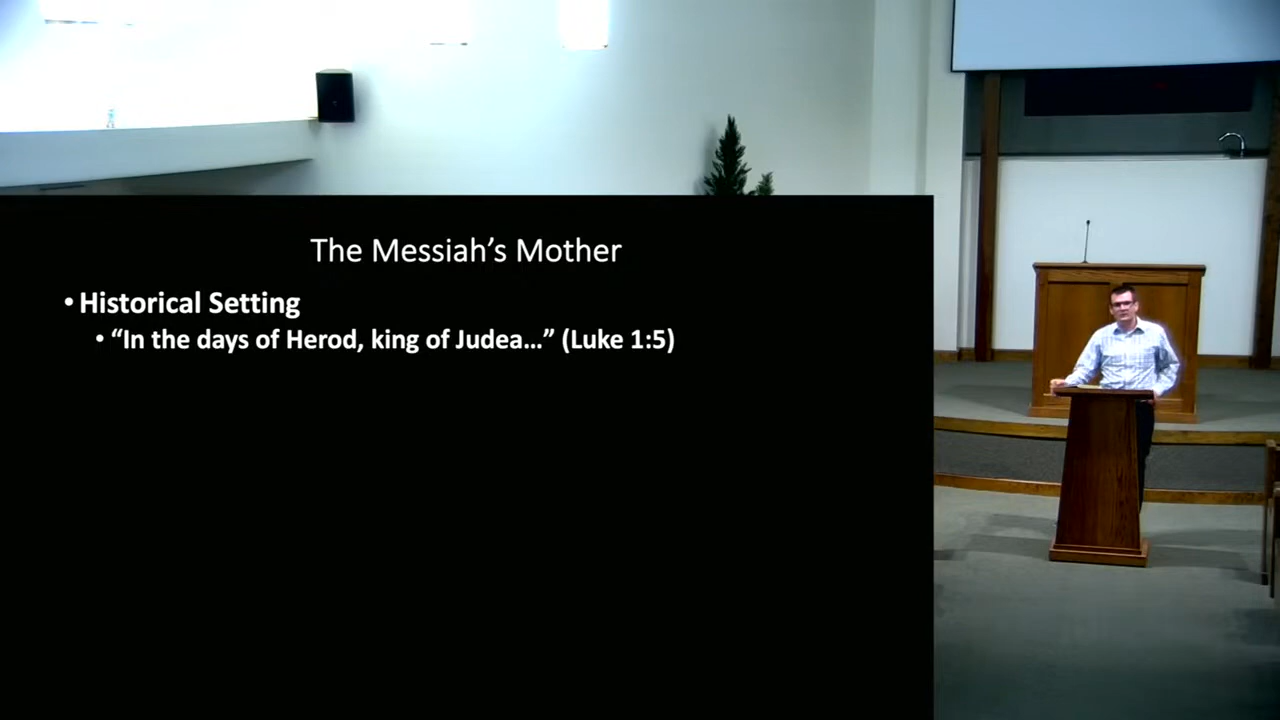 The Messiah’s Mother
• Historical Setting
• “In the days of Herod, king of Judea…” (Luke 1:5)